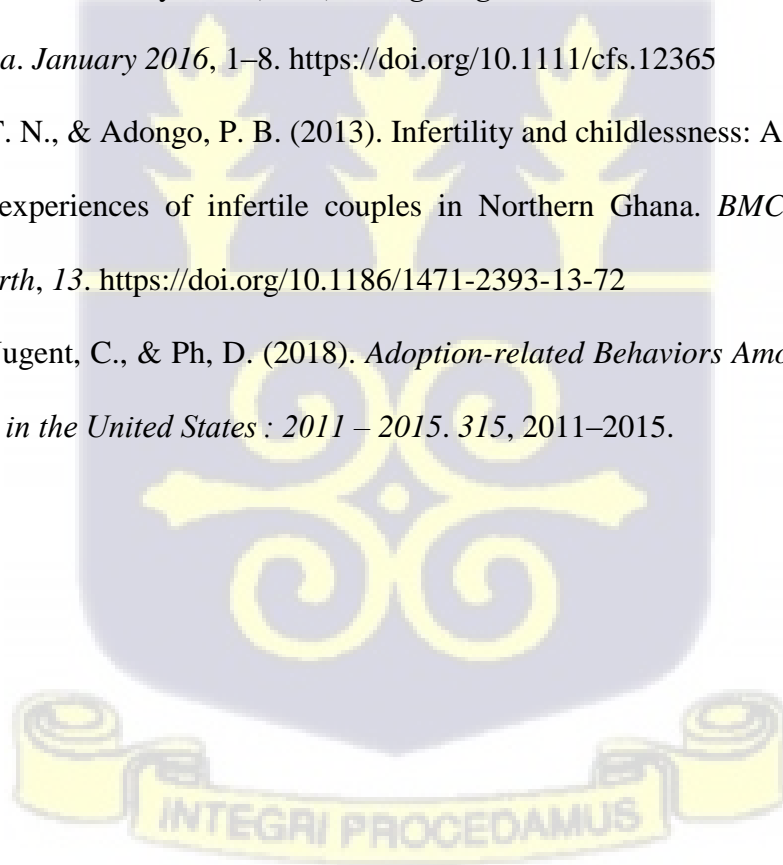 a. January 2016, 1–8. https://doi.org/10.1111/cfs.12365
T. N., & Adongo, P. B. (2013). Infertility and childlessness: A
experiences of infertile couples in Northern Ghana. BMC
rth, 13. https://doi.org/10.1186/1471-2393-13-72
Nugent, C., & Ph, D. (2018). Adoption-related Behaviors Amo
in the United States : 2011 – 2015. 315, 2011–2015.
INTEGRI PROCEDAMUS